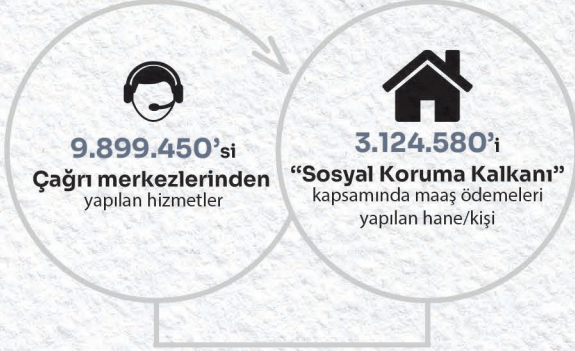 9.899.450’si
Çağrı merkezlerinden
yapılan hizmetler
3.124.580’i
“Sosyal Koruma Kalkanı”
kapsamında maaş ödemeleri
yapılan hane/kişi